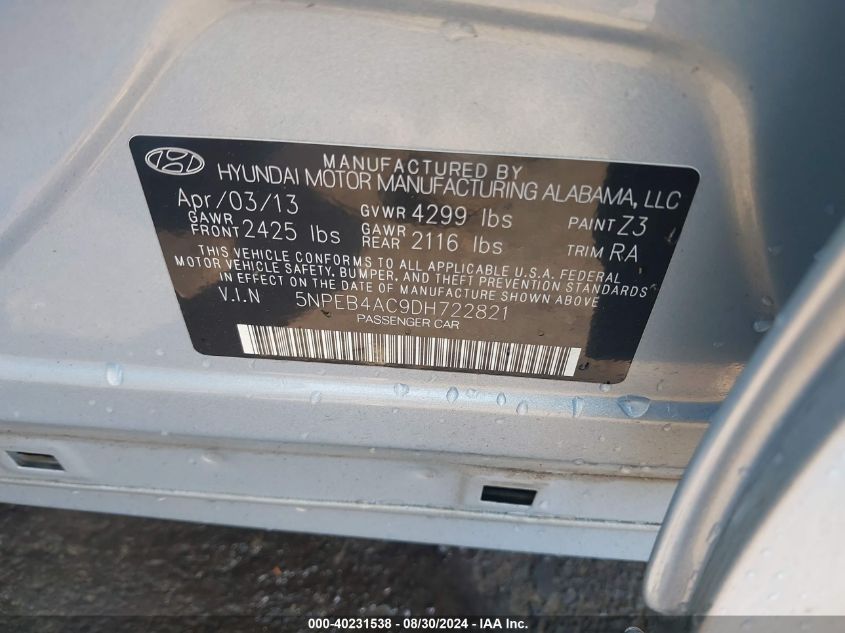 MANUFACTURED BY
HYUNDAI MOTOR MANUFACTURING ALABAMA, LLC
Apr/03/13 GVWR 4299 lbs PAINT Z3
GAWR FRONT 2425 lbs GAWR REAR 2116 lbs TRIM RA
THIS VEHICLE CONFORMS TO ALL APPLICABLE U.S.A. FEDERAL
MOTOR VEHICLE SAFETY, BUMPER, AND THEFT PREVENTION STANDARDS
IN EFFECT ON THE DATE OF MANUFACTURE SHOWN ABOVE.
V.I.N 5NPEB4AC9DH722821
PASSENGER CAR
000-40231538 - 08/30/2024 - IAAI.COM